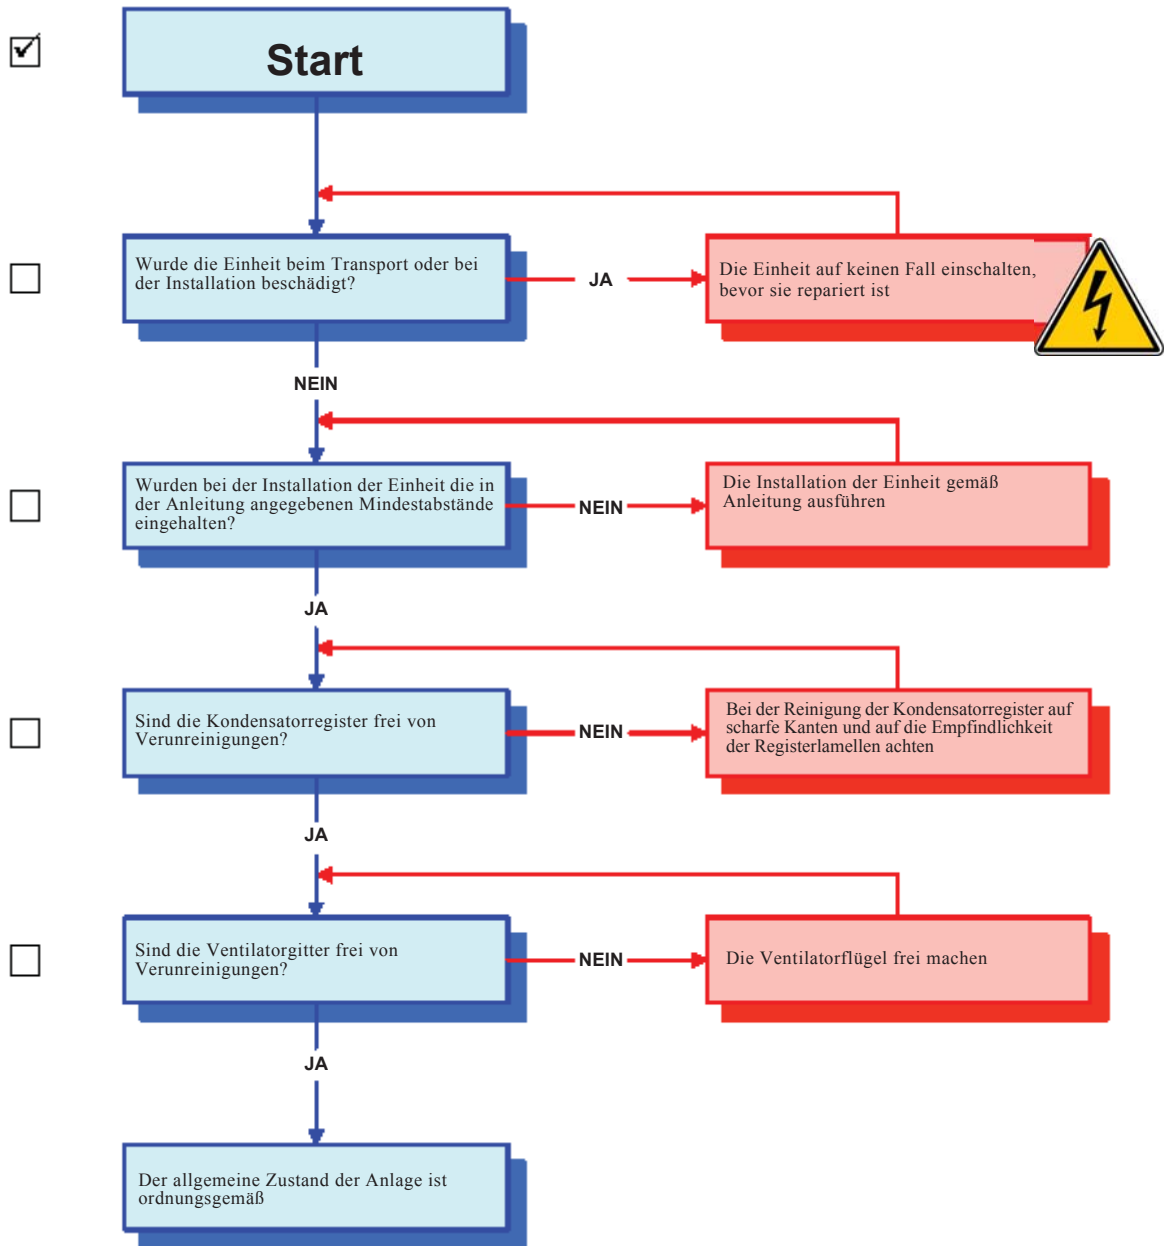 Start
Wurde die Einheit beim Transport oder bei
der Installation beschädigt?
JA
Die Einheit auf keinen Fall einschalten,
bevor sie repariert ist
NEIN
Wurden bei der Installation der Einheit die in
der Anleitung angegebenen Mindestabstände
eingehalten?
NEIN
Die Installation der Einheit gemäß
Anleitung ausführen
JA
Sind die Kondensatorregister frei von
Verunreinigungen?
NEIN
Bei der Reinigung der Kondensatorregister auf
scharfe Kanten und auf die Empfindlichkeit
der Registerlamellen achten
JA
Sind die Ventilatorgitter frei von
Verunreinigungen?
NEIN
Die Ventilatorflügel frei machen
JA
Der allgemeine Zustand der Anlage ist
ordnungsgemäß